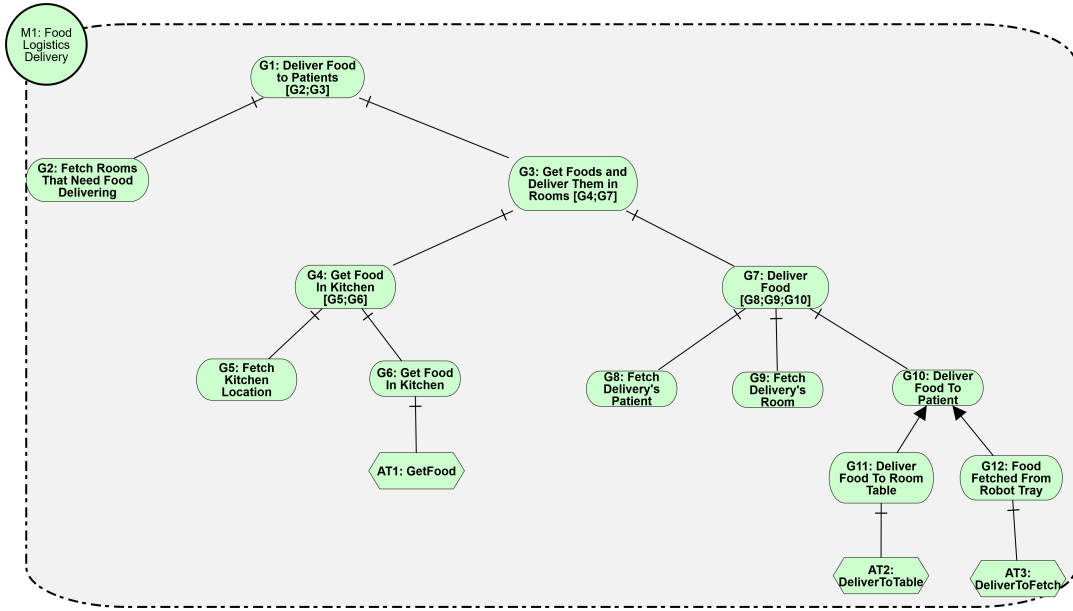 M1: Food
Logistics
Delivery
G1: Deliver Food
to Patients
[G2;G3]
G2: Fetch Rooms
That Need Food
Delivering
G3: Get Foods and
Deliver Them in
Rooms [G4;G7]
G4: Get Food
In Kitchen
[G5;G6]
G7: Deliver
Food
[G8;G9;G10]
G5: Fetch
Kitchen
Location
G6: Get Food
In Kitchen
G8: Fetch
Delivery's
Patient
G9: Fetch
Delivery's
Room
G10: Deliver
Food To
Patient
AT1: GetFood
G11: Deliver
Food To Room
Table
G12: Food
Fetched From
Robot Tray
AT2:
DeliverToTable
AT3:
DeliverToFetch